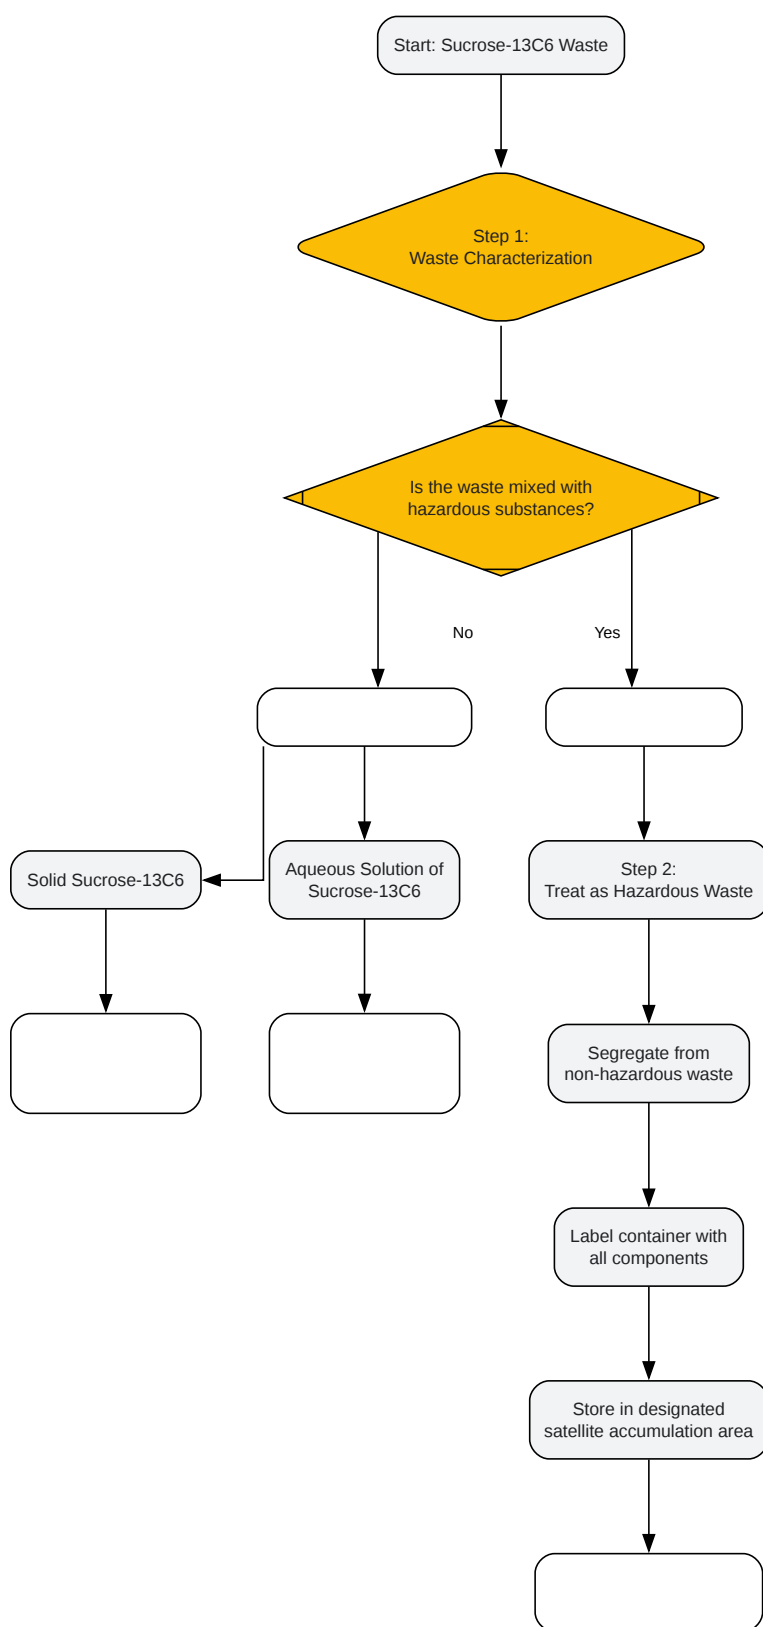 Start: Sucrose-13C6 Waste
Step 1:
Waste Characterization
Is the waste mixed with
hazardous substances?
No
Yes
Solid Sucrose-13C6
Aqueous Solution of
Sucrose-13C6
Step 2:
Treat as Hazardous Waste
Segregate from
non-hazardous waste
Label container with
all components
Store in designated
satellite accumulation area